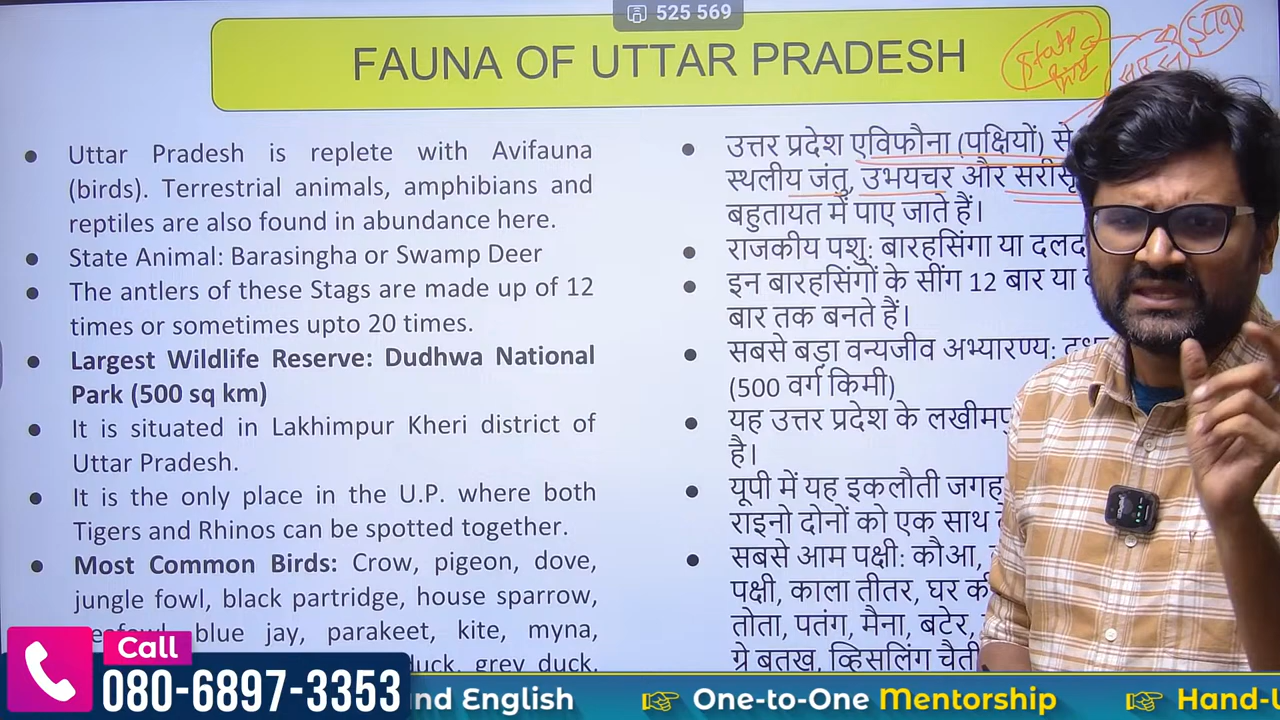 525 569
FAUNA OF UTTAR PRADESH
State
सारस
Uttar Pradesh is replete with Avifauna
(birds). Terrestrial animals, amphibians and
reptiles are also found in abundance here.
State Animal: Barasingha or Swamp Deer
The antlers of these Stags are made up of 12
times or sometimes upto 20 times.
Largest Wildlife Reserve: Dudhwa National
Park (500 sq km)
It is situated in Lakhimpur Kheri district of
Uttar Pradesh.
It is the only place in the U.P. where both
Tigers and Rhinos can be spotted together.
Most Common Birds: Crow, pigeon, dove,
jungle fowl, black partridge, house sparrow,
blue jay, parakeet, kite, myna,
duck, grey duck,
उत्तर प्रदेश एविफौना (पक्षियों) से
स्थलीय जंतु, उभयचर और
बहुतायत में पाए जाते हैं।
राजकीय पशु: बारहसिंगा या
इन बारहसिंगों के सींग 12 बार या
बार तक बनते हैं।
सबसे बड़ा वन्यजीव अभ्यारण्य:
(500 वर्ग किमी)
यह उत्तर प्रदेश के
है।
यूपी में यह इकलौती जगह
राइनो दोनों को एक साथ
सबसे आम पक्षी: कौआ,
पक्षी, काला तीतर, घर की
तोता, पतंग, मैना, बटेर,
ग्रे बतख, व्हिसलिंग चैती
Call
080-6897-3353
nd English
One-to-One Mentorship
Hand-